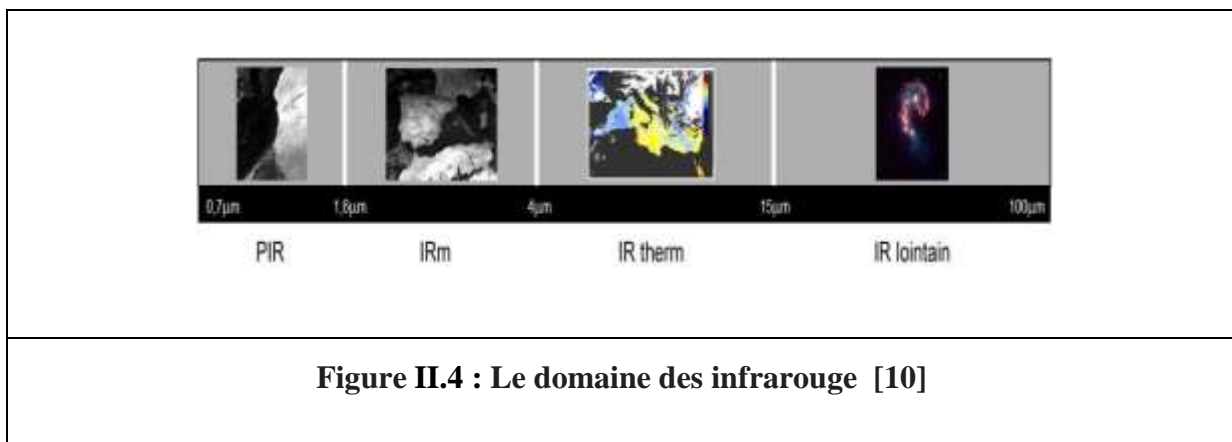 0,7µm 1,6µm 4µm 15µm 100µm
PIR IRm IR therm IR lointain
Figure II.4 : Le domaine des infrarouge [10]